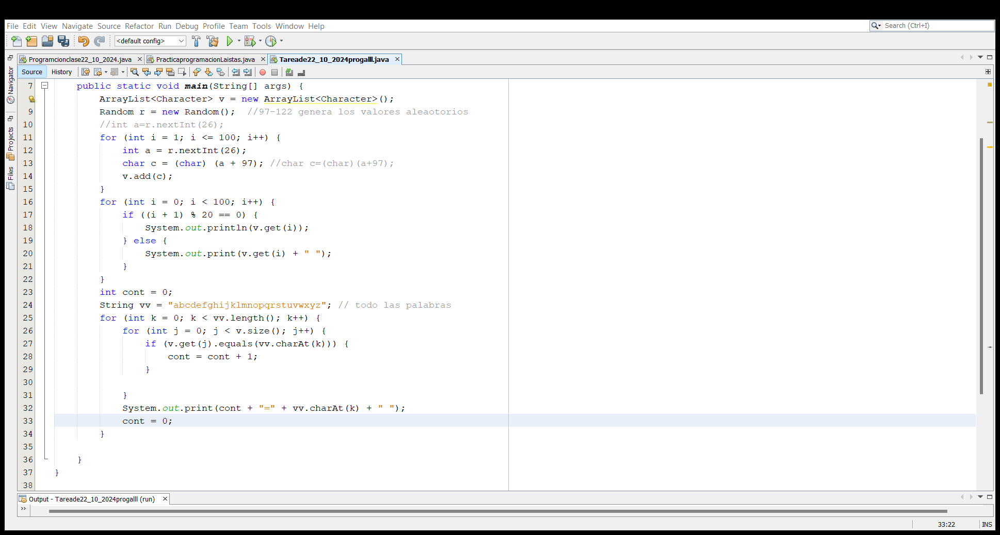 File Edit View Navigate Source Refactor Run Debug Profile Team Tools Window Help
Search (Ctrl+I)
<default config>
Programcionclase22_10_2024.java
PracticaprogramacionLaistas.java
Tareade22_10_2024progaIII.java
Source History
Navigator
Projects
Files
7 public static void main(String[] args) {
ArrayList<Character> v = new ArrayList<Character>();
9 Random r = new Random(); //97-122 genera los valores aleaotorios
10 //int a=r.nextInt(26);
11 for (int i = 1; i <= 100; i++) {
12 int a = r.nextInt(26);
13 char c = (char) (a + 97); //char c=(char)(a+97);
14 v.add(c);
15 }
16 for (int i = 0; i < 100; i++) {
17 if ((i + 1) % 20 == 0) {
18 System.out.println(v.get(i));
19 } else {
20 System.out.print(v.get(i) + " ");
21 }
22 }
23 int cont = 0;
24 String vv = "abcdefghijklmnopqrstuvwxyz"; // todo las palabras
25 for (int k = 0; k < vv.length(); k++) {
26 for (int j = 0; j < v.size(); j++) {
27 if (v.get(j).equals(vv.charAt(k))) {
28 cont = cont + 1;
29 }
30
31 }
32 System.out.print(cont + "=" + vv.charAt(k) + " ");
33 cont = 0;
34 }
35
36 }
37 }
38
Output - Tareade22_10_2024progaIII (run)
33:22 INS